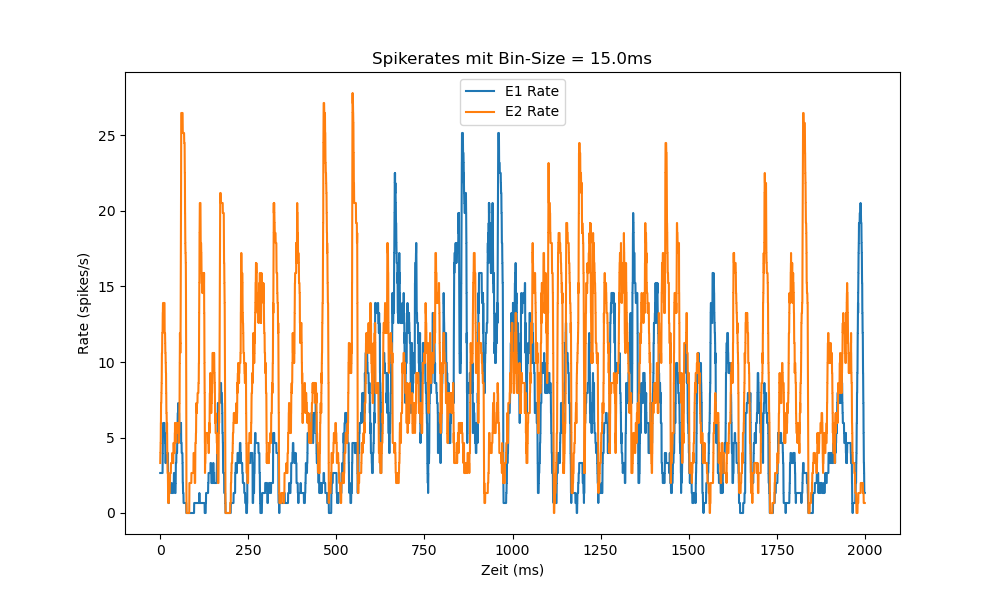 Spikerates mit Bin-Size = 15.0ms
E1 Rate
E2 Rate
25
20
15
10
5
0
Rate (spikes/s)
0 250 500 750 1000 1250 1500 1750 2000
Zeit (ms)